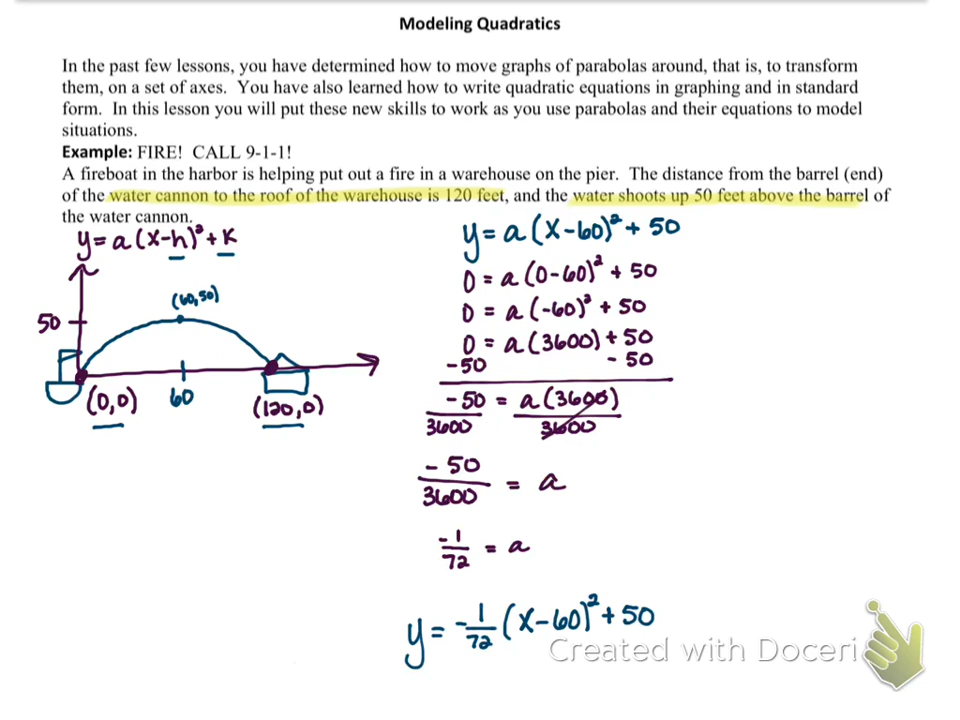 Modeling Quadratics
In the past few lessons, you have determined how to move graphs of parabolas around, that is, to transform
them, on a set of axes. You have also learned how to write quadratic equations in graphing and in standard
form. In this lesson you will put these new skills to work as you use parabolas and their equations to model
situations.
Example: FIRE! CALL 9-1-1!
A fireboat in the harbor is helping put out a fire in a warehouse on the pier. The distance from the barrel (end)
of the water cannon to the roof of the warehouse is 120 feet, and the water shoots up 50 feet above the barrel of
the water cannon.
y = a(x-h)² + k
(60,50)
50
(0,0)
60
(120,0)
y = a(x-60)² + 50
0 = a(0-60)² + 50
0 = a(-60)² + 50
0 = a(3600) + 50
-50 - 50
-50 = a(3600)
3600 3600
-50
3600 = a
-1
72 = a
y = -1/72 (x-60)² + 50
Created with Doceri